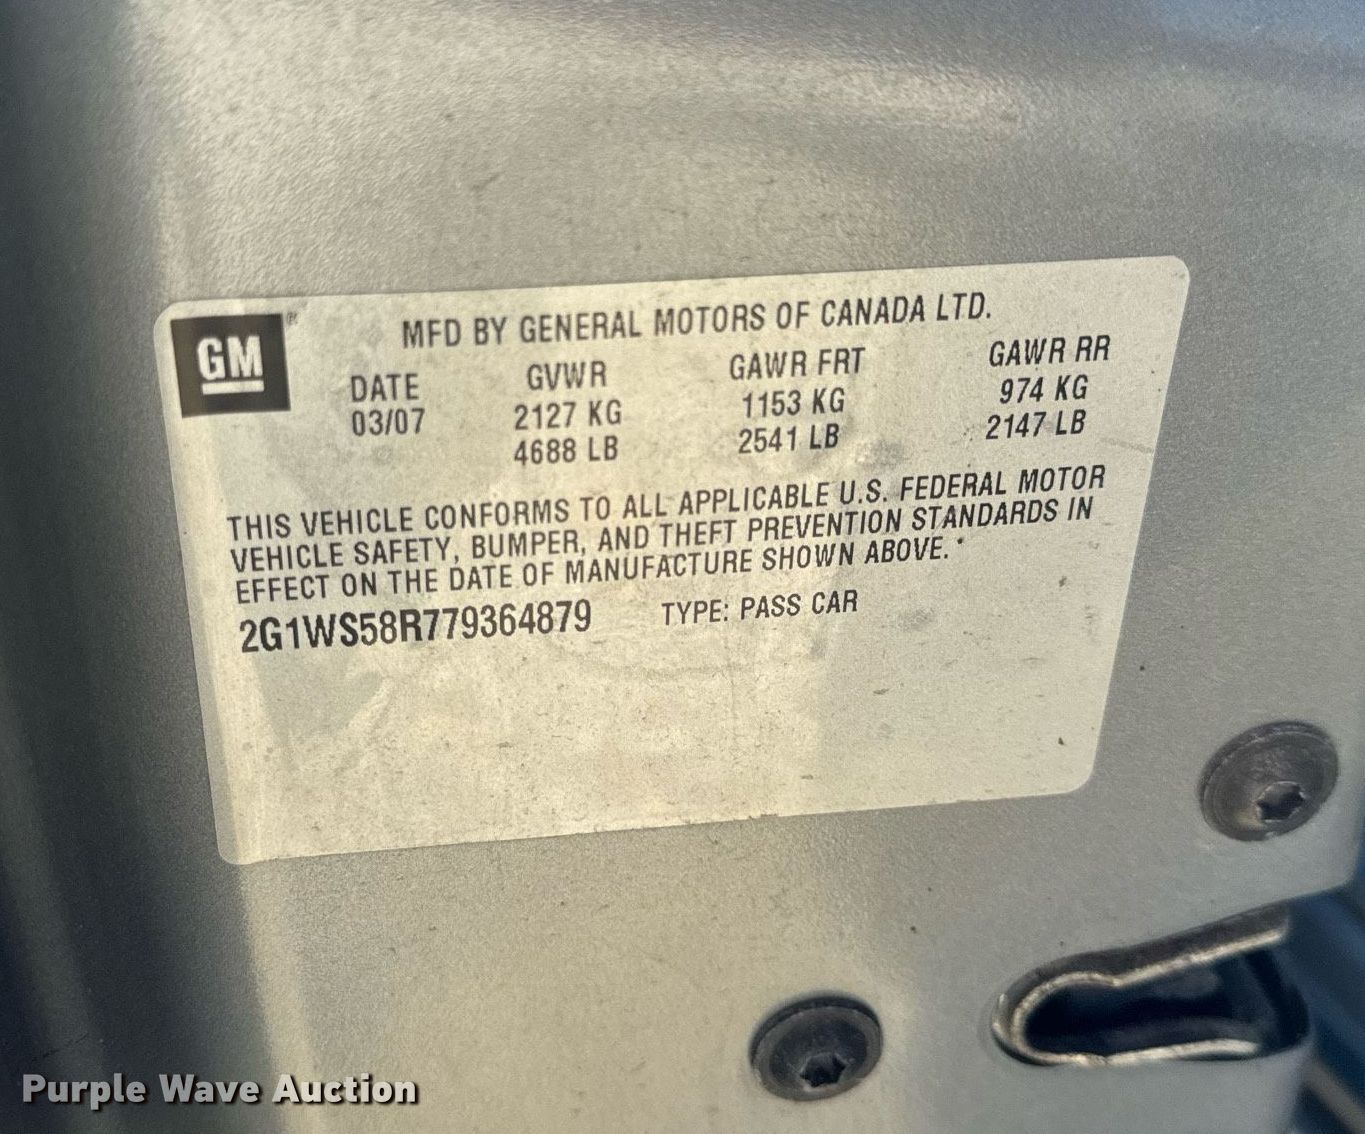 GM
MFD BY GENERAL MOTORS OF CANADA LTD.
DATE GVWR GAWR FRT GAWR RR
03/07 2127 KG 1153 KG 974 KG
4688 LB 2541 LB 2147 LB
THIS VEHICLE CONFORMS TO ALL APPLICABLE U.S. FEDERAL MOTOR
VEHICLE SAFETY, BUMPER, AND THEFT PREVENTION STANDARDS IN
EFFECT ON THE DATE OF MANUFACTURE SHOWN ABOVE.
2G1WS58R779364879 TYPE: PASS CAR
Purple Wave Auction